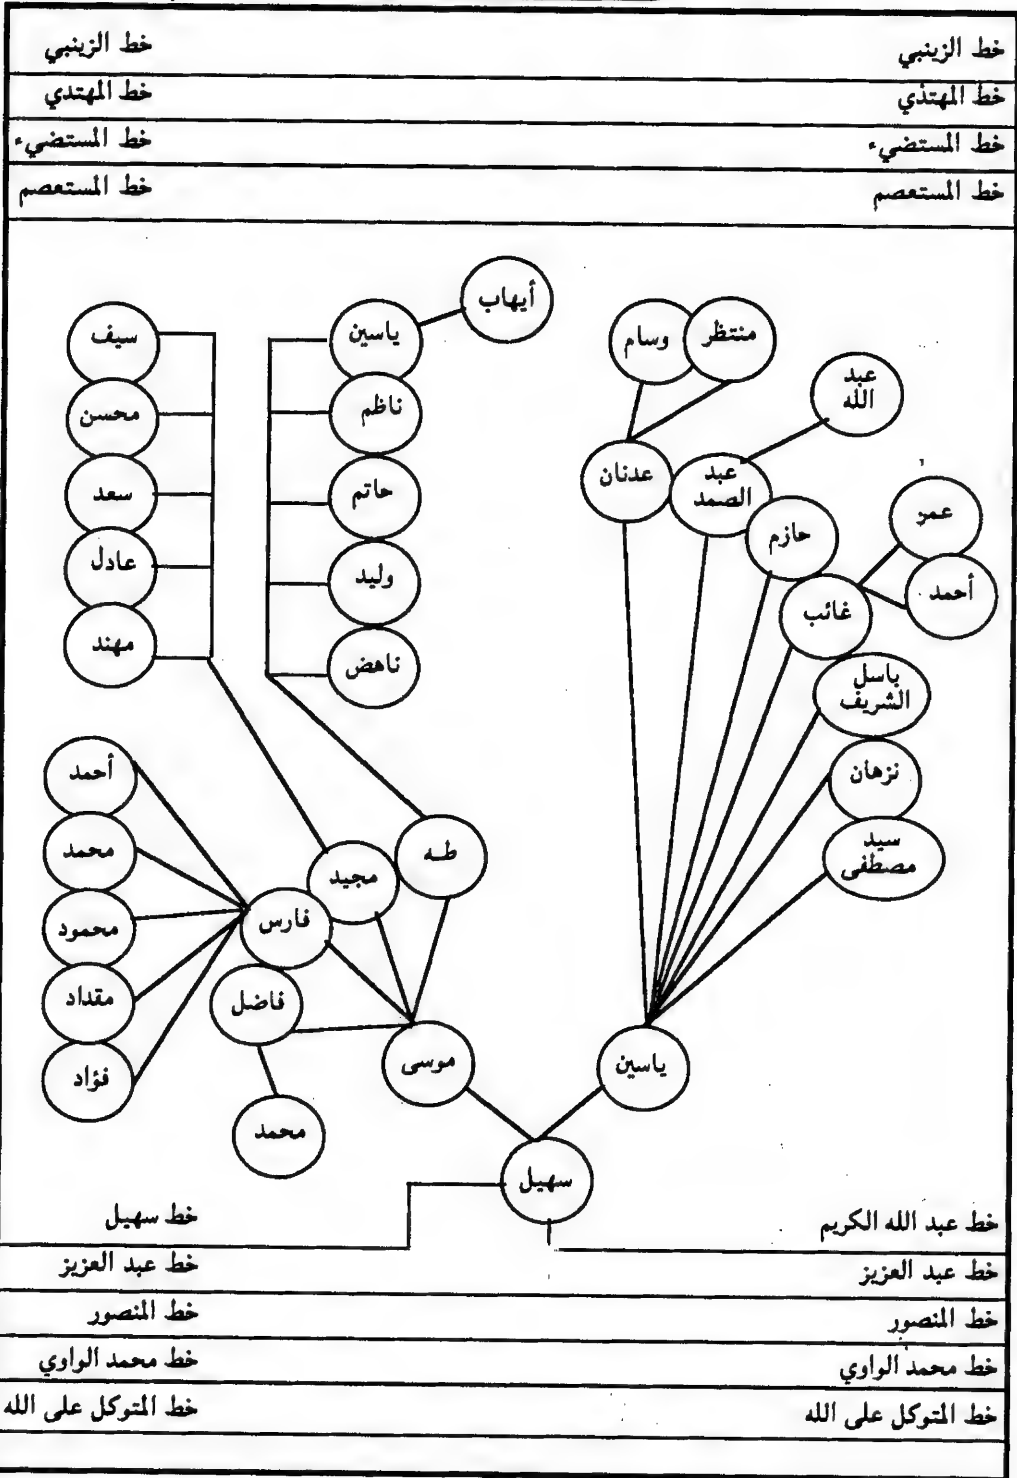 خط الزينبي خط الزينبي
خط المهتدي خط المهتدي
خط المستضيء خط المستضيء
خط المستعصم خط المستعصم
أيهاب
منتظر
وسام
ياسين
سيف
عبد
الله
ناظم
محسن
عدنان
عبد
الصمد
حاتم
سعد
حازم
عمر
وليد
عادل
غائب
أحمد
ناهض
مهند
باسل
الشريف
نزهان
أحمد
سيد
مصطفى
طه
مجيد
محمد
فارس
محمود
فاضل
مقداد
ياسين
موسى
فؤاد
محمد
سهيل
خط عبد الله الكريم خط سهيل
خط عبد العزيز خط عبد العزيز
خط المنصور خط المنصور
خط محمد الواوي خط محمد الواوي
خط المتوكل على الله خط المتوكل على الله